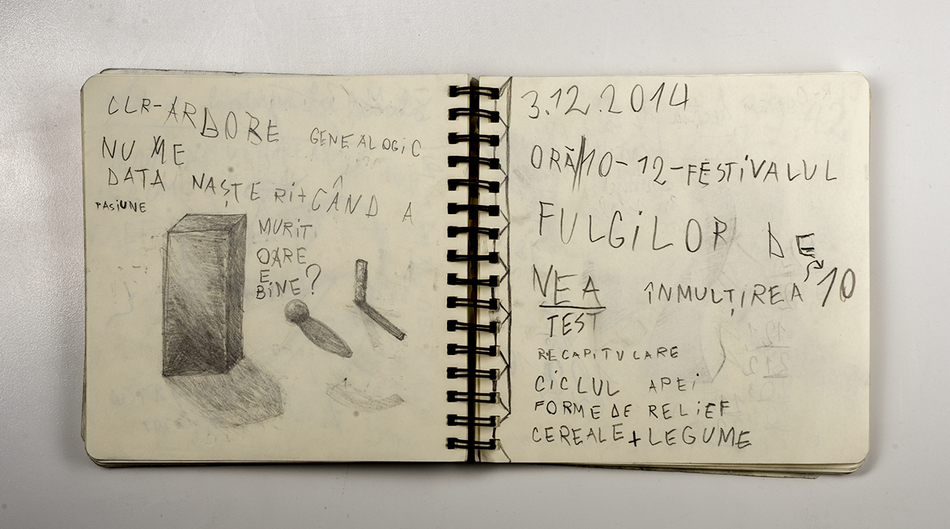 CLR-ARBORE GENEALOGIC
NUME
DATA NAȘTERII+CÂND A
PASIUNE
MURIT
OARE
E
BINE?
3.12.2014
ORĂ 10-12-FESTIVALUL
FULGILOR DE
NEA ÎNMULȚIREA 10
TEST
RECAPITULARE
CICLUL APEI
FORME DE RELIEF
CEREALE+LEGUME